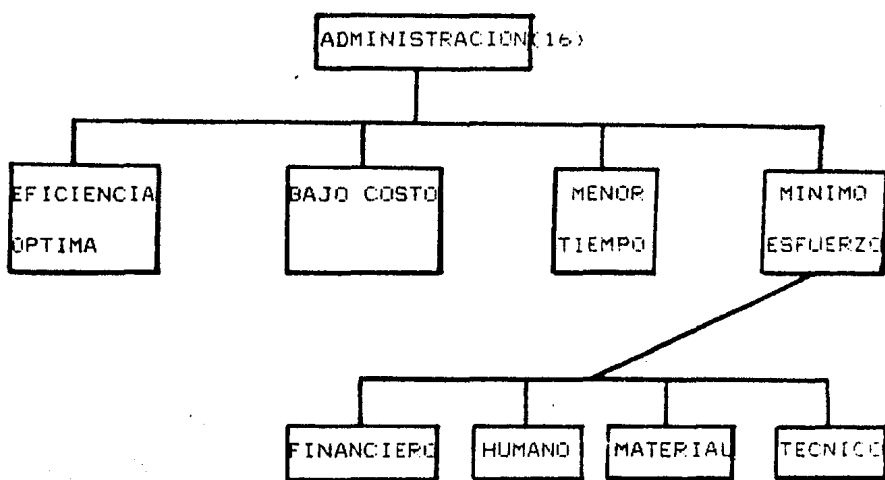 ADMINISTRACION(16)
EFICIENCIA
OPTIMA
BAJO COSTO
MENOR
TIEMPO
MINIMO
ESFUERZO
FINANCIERO
HUMANO
MATERIAL
TECNICO